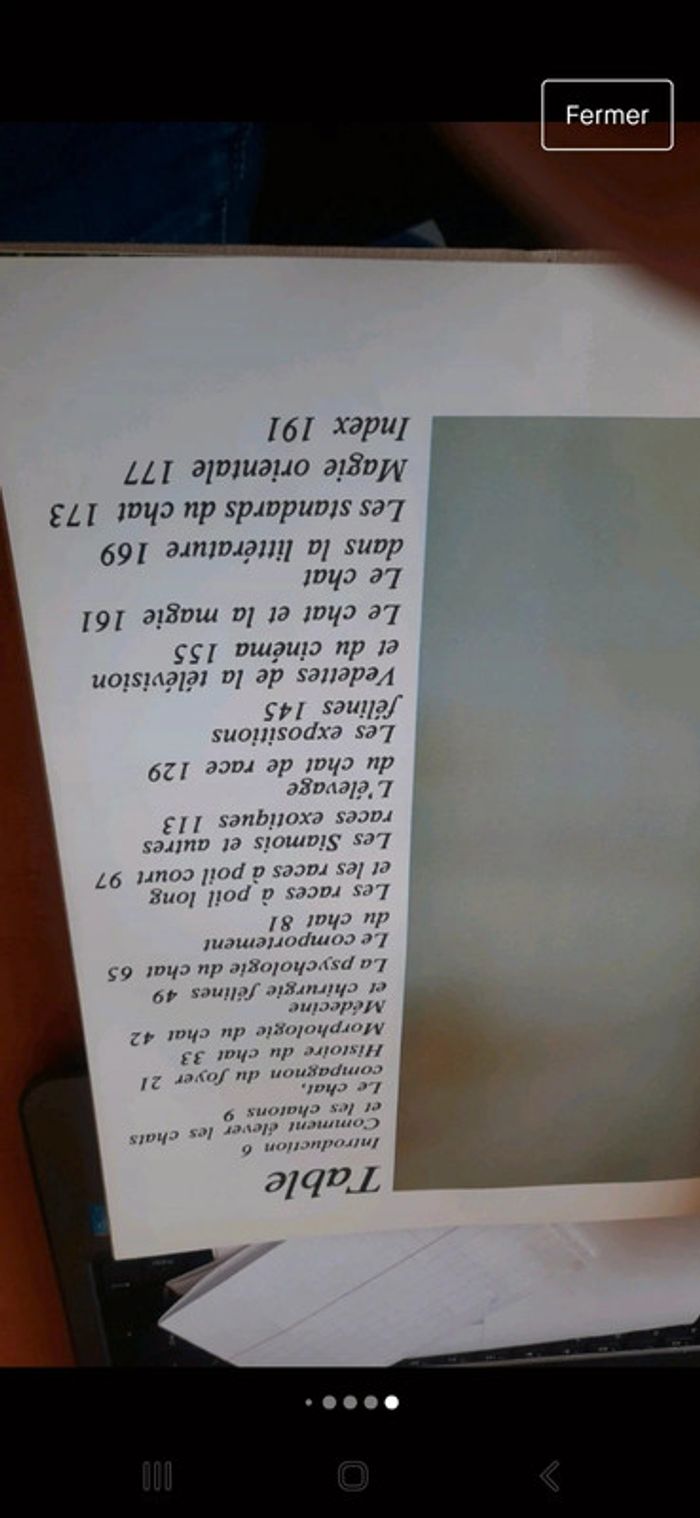 Fermer
Table
Introduction 6
Comment élever les chats
et les chatons 9
Le chat,
compagnon du foyer 21
Histoire du chat 33
Morphologie du chat 42
Médecine
et chirurgie félines 49
La psychologie du chat 65
Le comportement
du chat 81
Les races à poil long
et les races à poil court 97
Les Siamois et autres
races exotiques 113
L'élevage
du chat de race 129
Les expositions
félines 145
Vedettes de la télévision
et du cinéma 155
Le chat et la magie 161
Le chat
dans la littérature 169
Les standards du chat 173
Magie orientale 177
Index 191